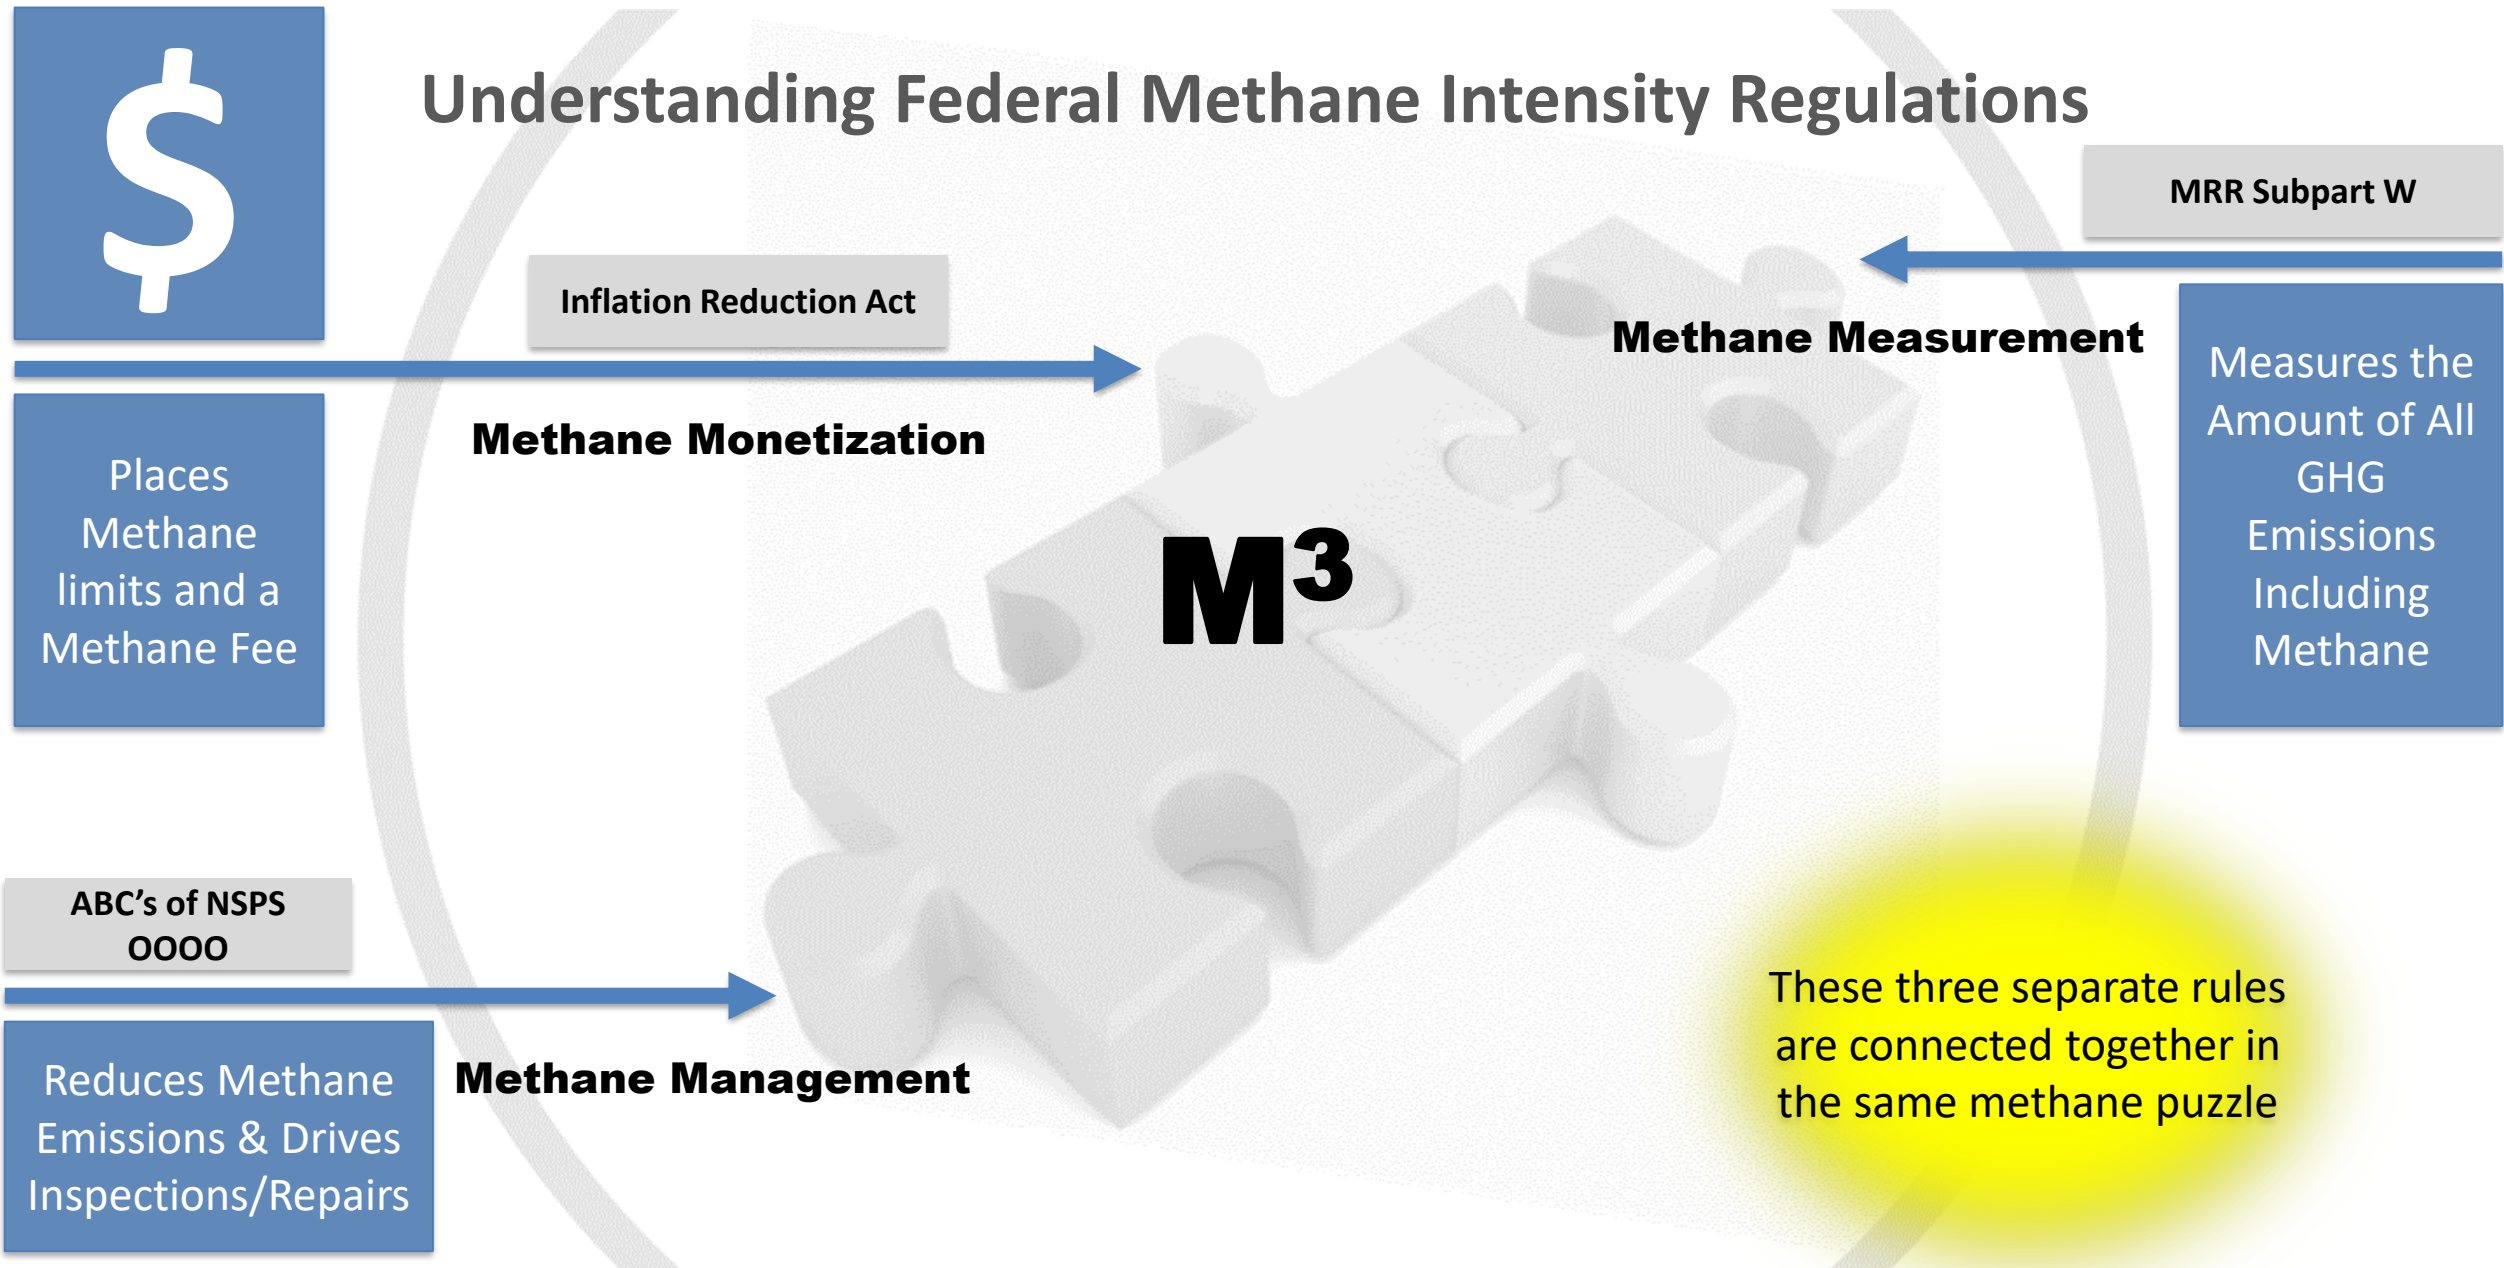 $
Understanding Federal Methane Intensity Regulations
MRR Subpart W
Inflation Reduction Act
Methane Measurement
Methane Monetization
Measures the
Amount of All
GHG
Emissions
Including
Methane
Places
Methane
limits and a
Methane Fee
M³
ABC’s of NSPS
OOOO
Methane Management
Reduces Methane
Emissions & Drives
Inspections/Repairs
These three separate rules
are connected together in
the same methane puzzle